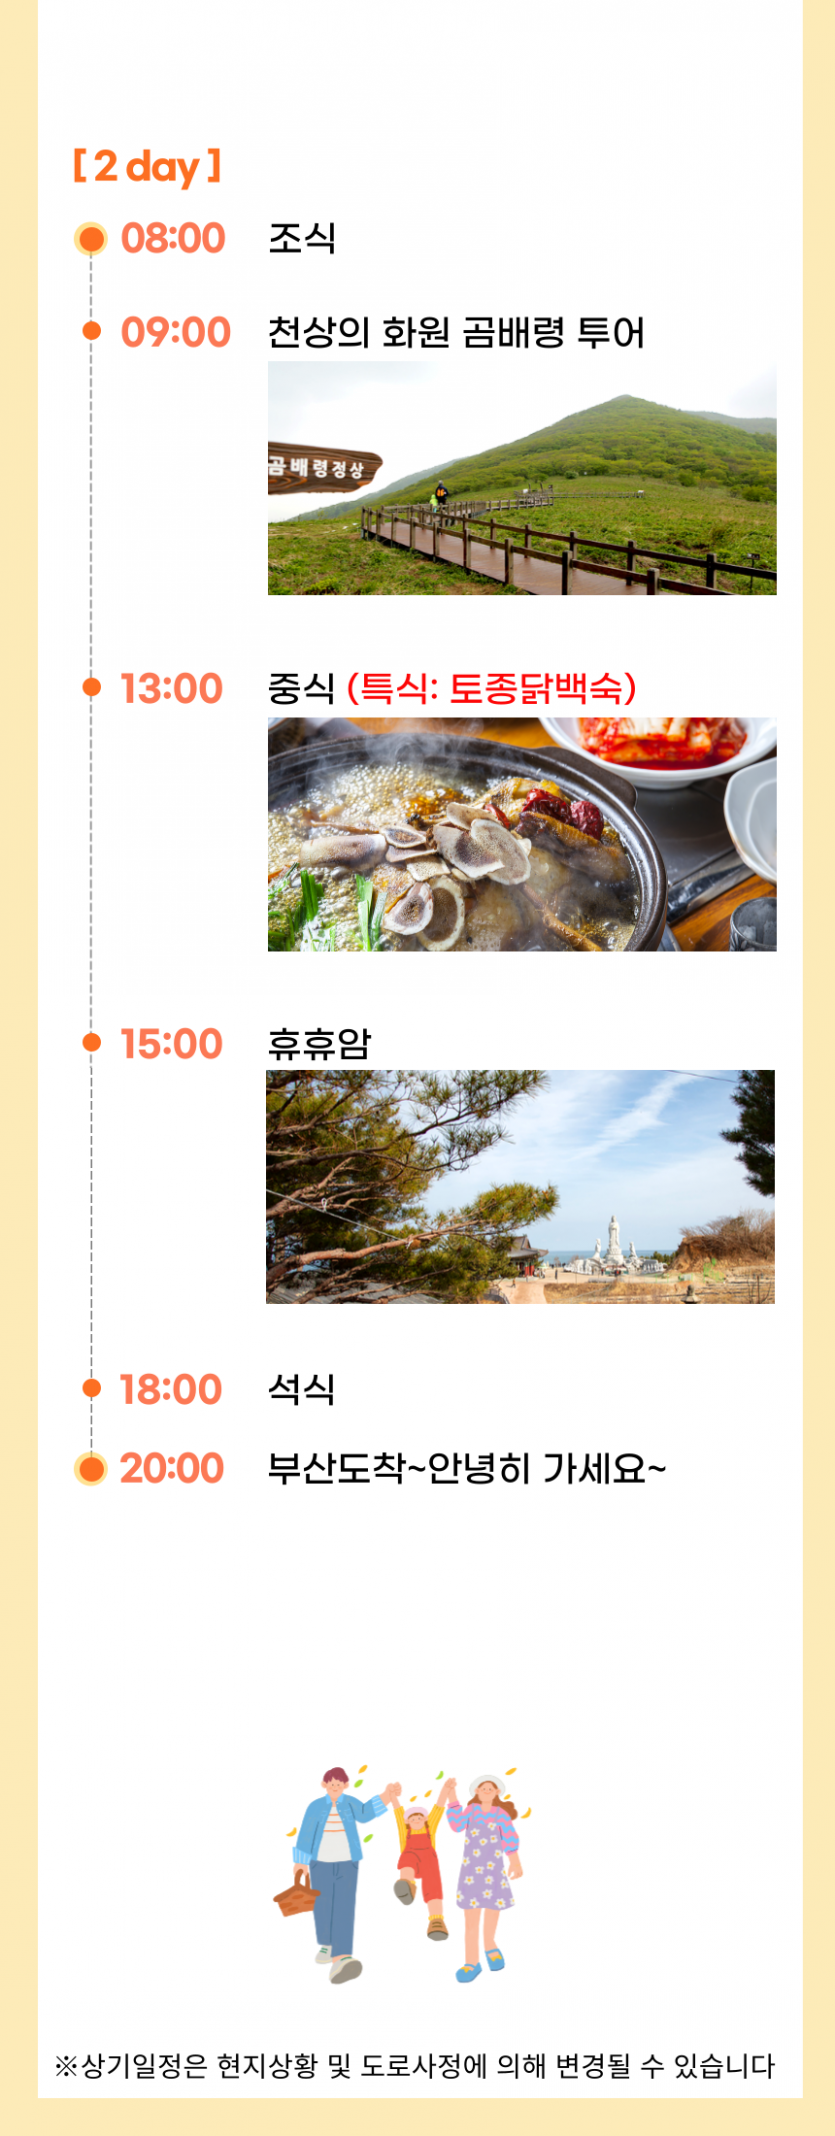 [ 2 day ]
08:00 조식
09:00 천상의 화원 곰배령 투어
곰배령정상
13:00 중식 (특식: 토종닭백숙)
15:00 휴휴암
18:00 석식
20:00 부산도착~안녕히 가세요~
※상기일정은 현지상황 및 도로사정에 의해 변경될 수 있습니다